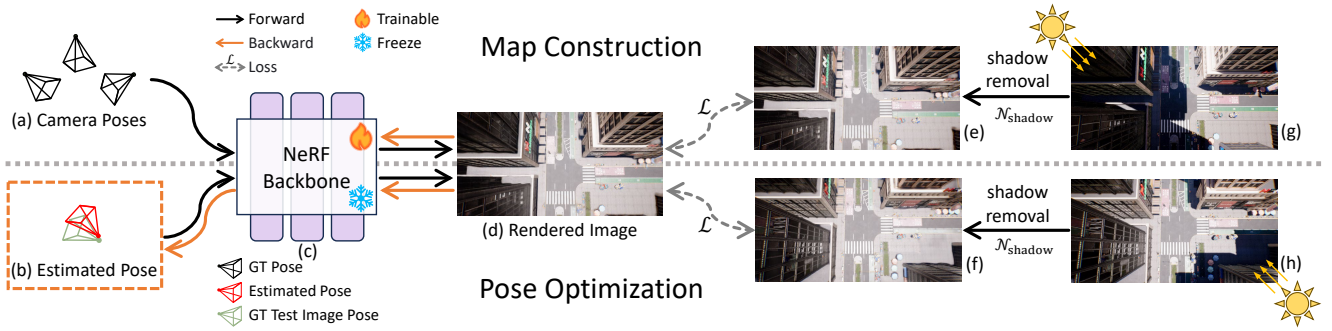 Forward
Backward
ℒ
Loss
Trainable
Freeze
Map Construction
(a) Camera Poses
NeRF
Backbone
(c)
(b) Estimated Pose
GT Pose
Estimated Pose
GT Test Image Pose
(d) Rendered Image
Pose Optimization
ℒ
ℒ
(e)
shadow
removal
𝒩shadow
(g)
(f)
shadow
removal
𝒩shadow
(h)